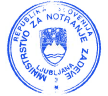 REPUBLIKA SLOVENIJA
MINISTRSTVO ZA NOTRANJE ZADEVE
LJUBLJANA